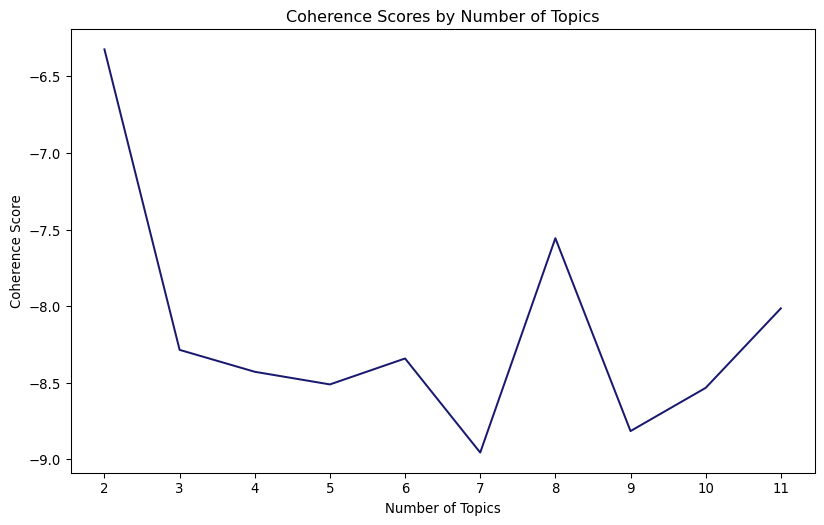 Coherence Scores by Number of Topics
−6.5
−7.0
−7.5
−8.0
−8.5
−9.0
Coherence Score
2 3 4 5 6 7 8 9 10 11
Number of Topics